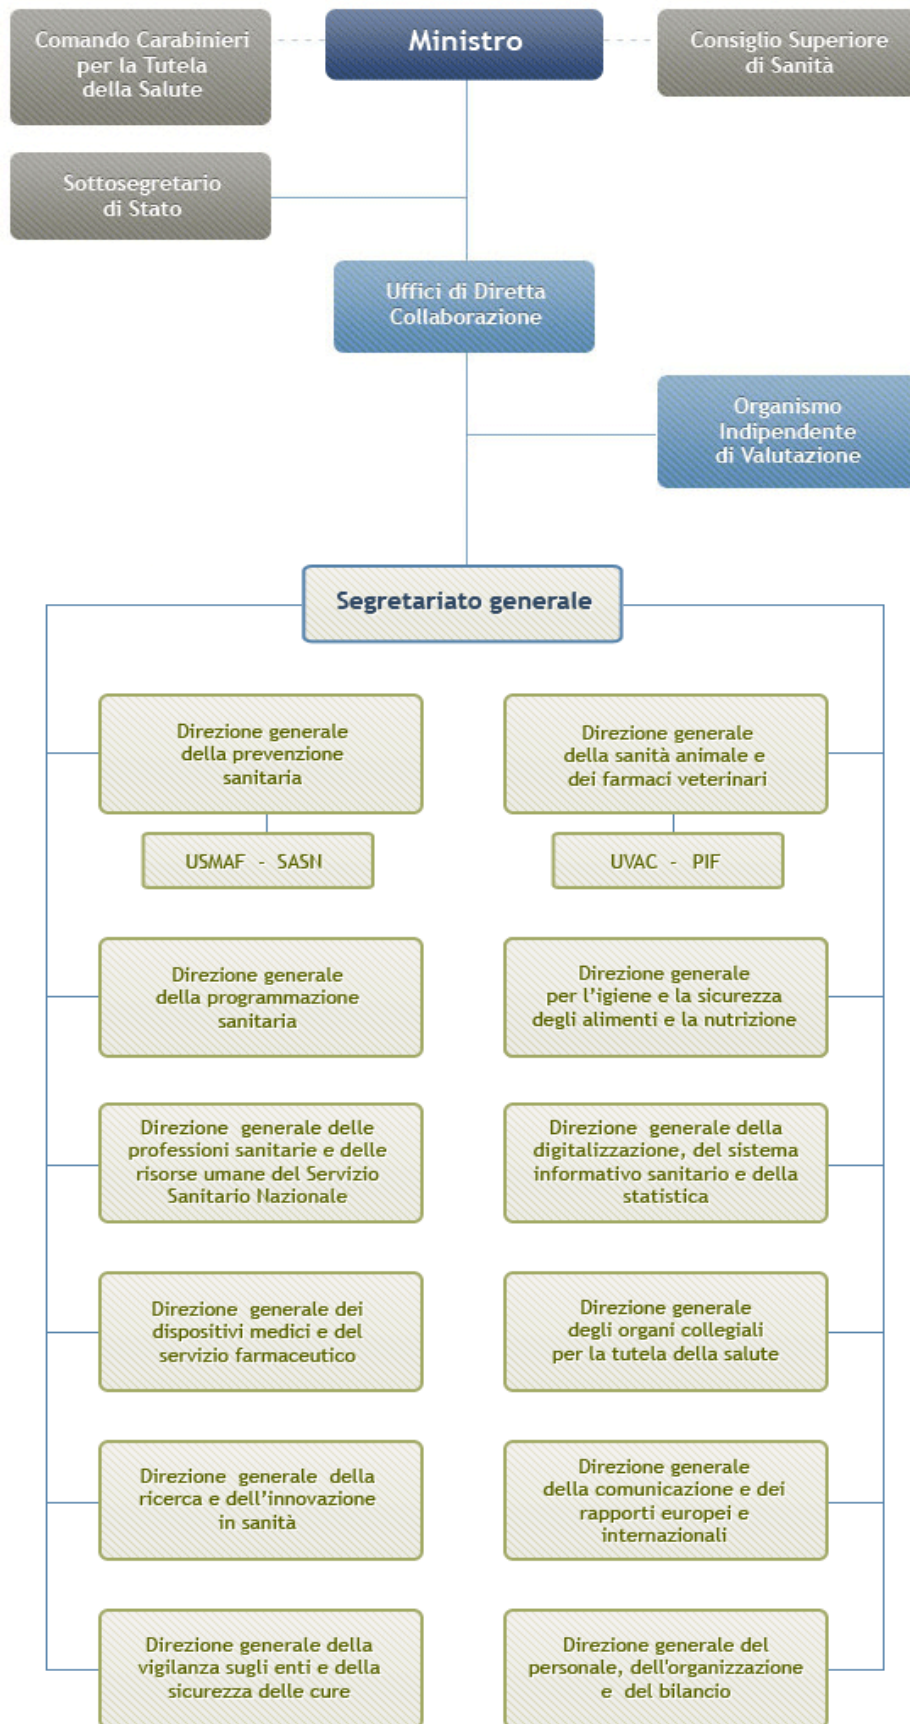 Comando Carabinieri
per la Tutela
della Salute
Ministro
Consiglio Superiore
di Sanità
Sottosegretario
di Stato
Uffici di Diretta
Collaborazione
Organismo
Indipendente
di Valutazione
Segretariato generale
Direzione generale
della prevenzione
sanitaria
Direzione generale
della sanità animale e
dei farmaci veterinari
USMAF - SASN
UVAC - PIF
Direzione generale
della programmazione
sanitaria
Direzione generale
per l'igiene e la sicurezza
degli alimenti e la nutrizione
Direzione generale delle
professioni sanitarie e delle
risorse umane del Servizio
Sanitario Nazionale
Direzione generale della
digitalizzazione, del sistema
informativo sanitario e della
statistica
Direzione generale dei
dispositivi medici e del
servizio farmaceutico
Direzione generale
degli organi collegiali
per la tutela della salute
Direzione generale della
ricerca e dell'innovazione
in sanità
Direzione generale
della comunicazione e dei
rapporti europei e
internazionali
Direzione generale della
vigilanza sugli enti e della
sicurezza delle cure
Direzione generale del
personale, dell'organizzazione
e del bilancio